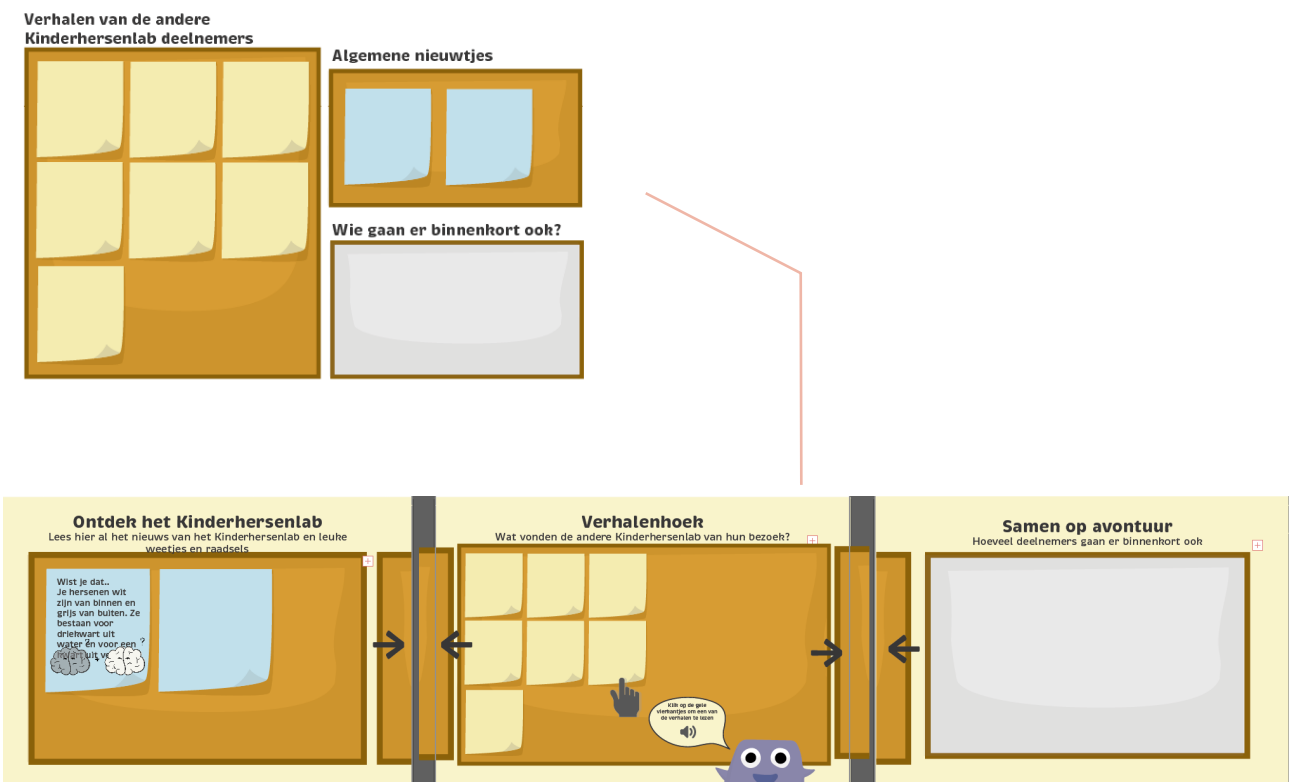 Verhalen van de andere
Kinderhersenlab deelnemers
Algemene nieuwtjes
Wie gaan er binnenkort ook?
Ontdek het Kinderhersenlab
Lees hier al het nieuws van het Kinderhersenlab en leuke
weetjes en raadsels
Wist je dat..
Je hersenen wit
zijn van binnen en
grijs van buiten. Ze
bestaan voor
driekwart uit
water en voor een
uit
?
?
Verhalenhoek
Wat vonden de andere Kinderhersenlab van hun bezoek?
Klik op de gele
vierkantjes om een van
de verhalen te lezen
Samen op avontuur
Hoeveel deelnemers gaan er binnenkort ook